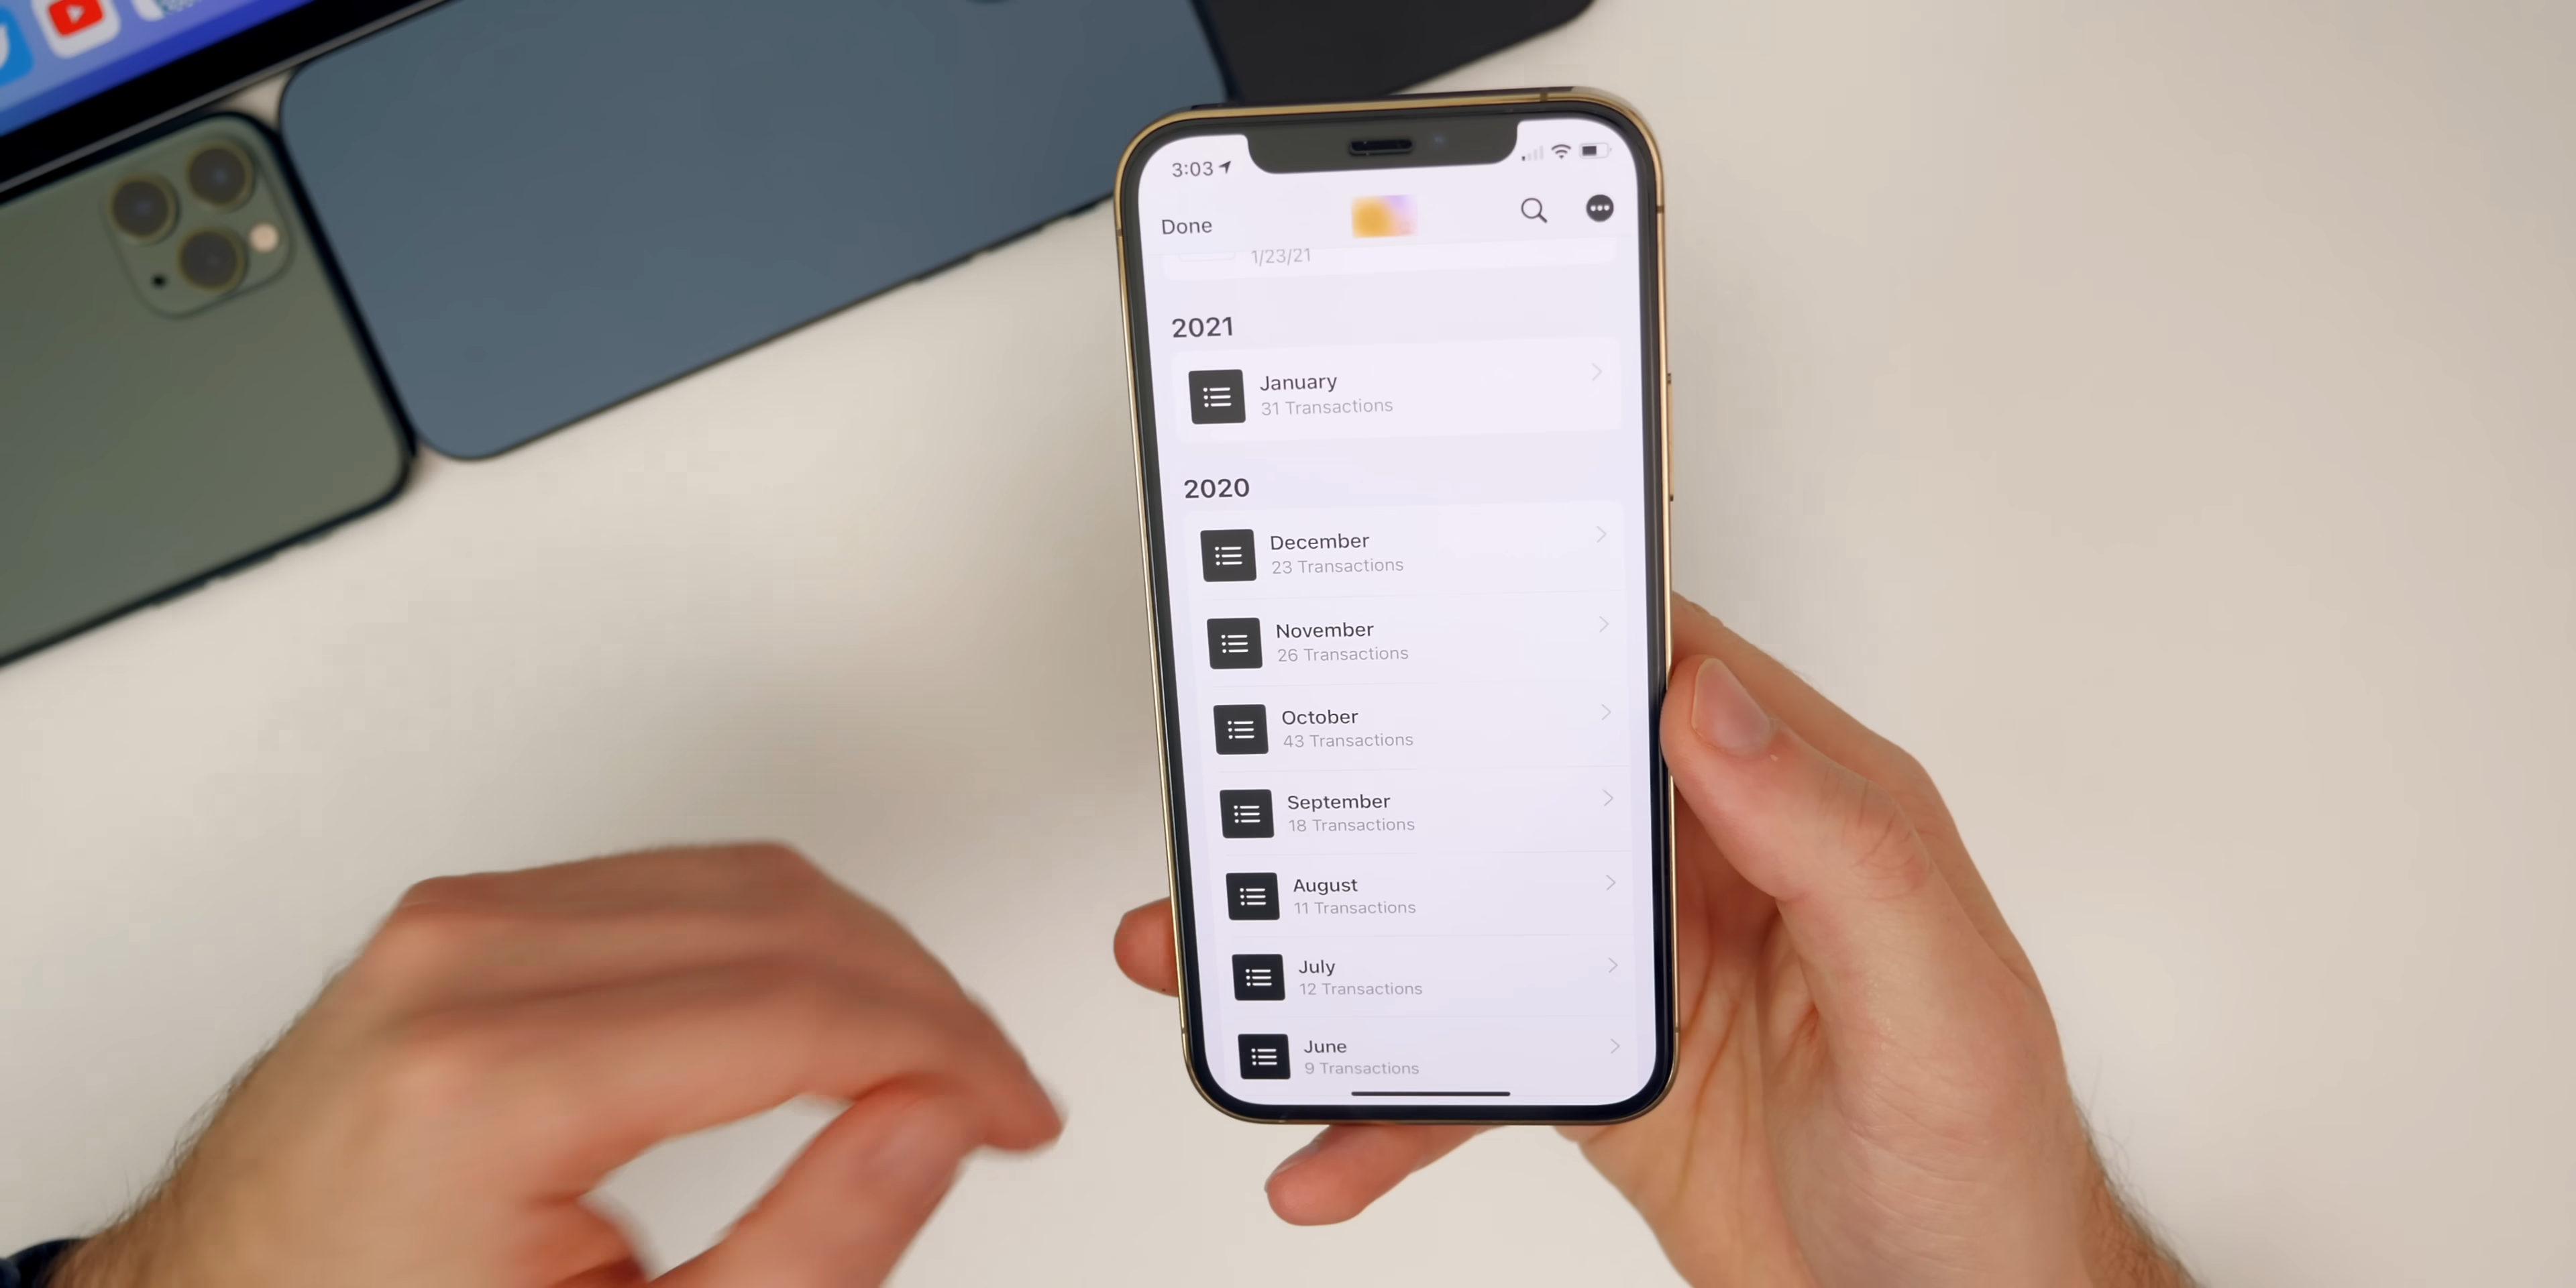 3:03
Done
1/23/21
2021
January
31 Transactions
2020
December
23 Transactions
November
26 Transactions
October
43 Transactions
September
18 Transactions
August
11 Transactions
July
12 Transactions
June
9 Transactions